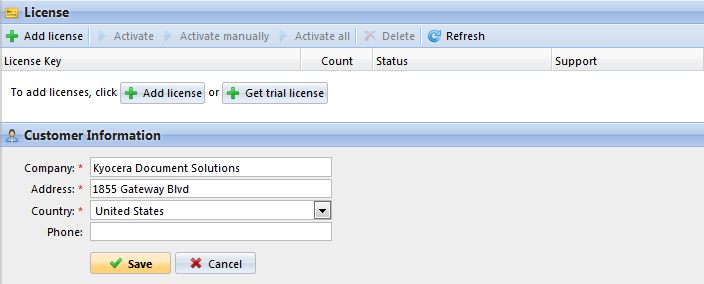 License
Add license Activate Activate manually Activate all Delete Refresh
License Key Count Status Support
To add licenses, click Add license or Get trial license
Customer Information
Company: * Kyocera Document Solutions
Address: * 1855 Gateway Blvd
Country: * United States
Phone:
Save Cancel